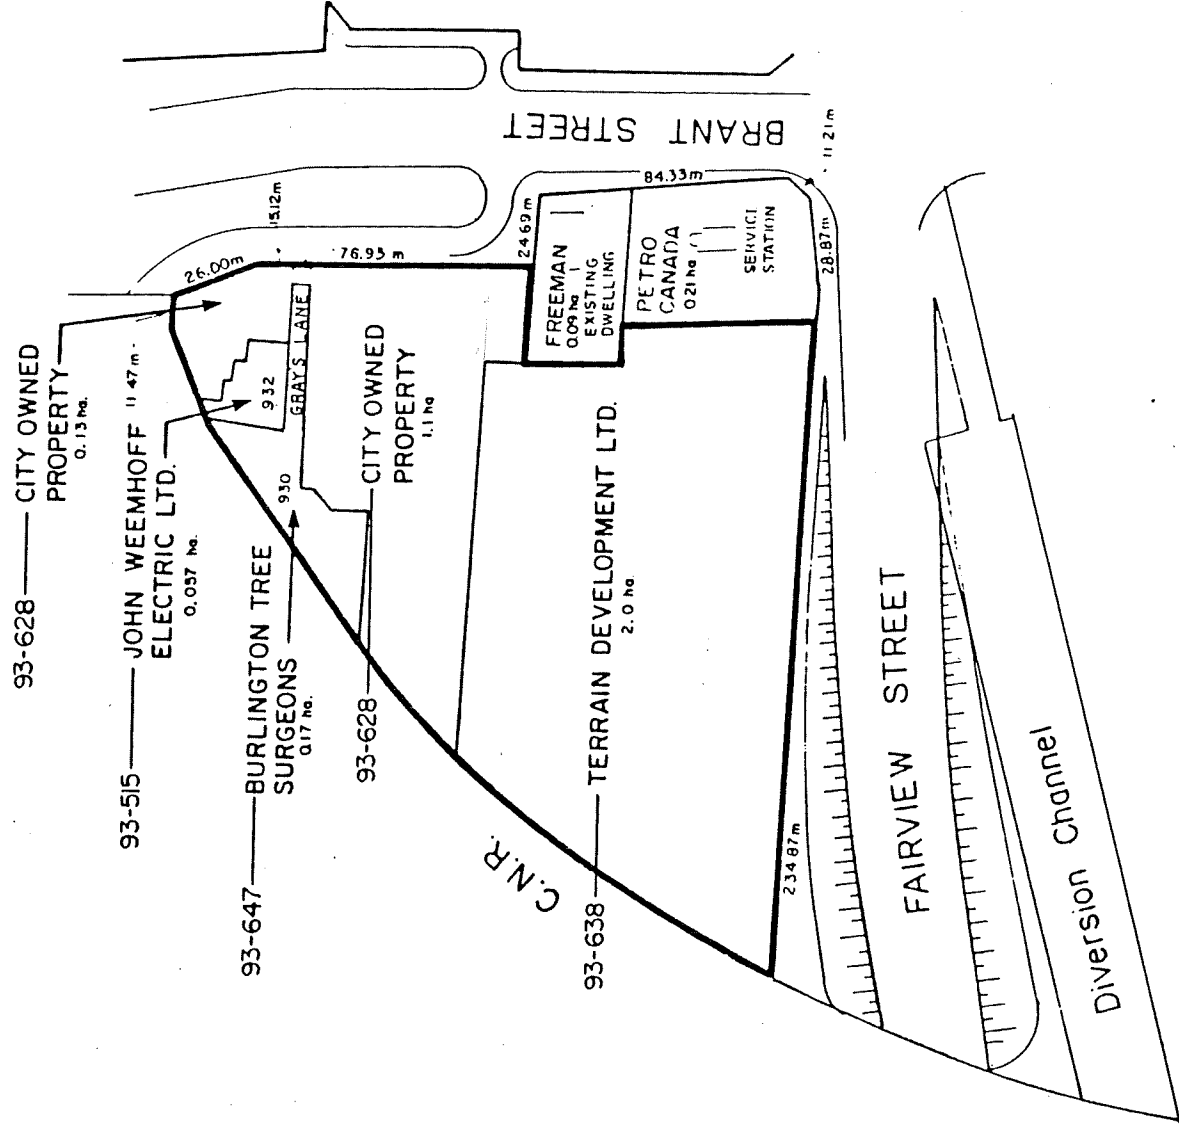 93-628
CITY OWNED
PROPERTY
0.13 ha.
93-515
JOHN WEEMHOFF
ELECTRIC LTD.
0.057 ha.
11 47m
93-647
BURLINGTON TREE
SURGEONS
0.17 ha.
93-628
CITY OWNED
PROPERTY
1.1 ha
93-638
TERRAIN DEVELOPMENT LTD.
2.0 ha.
C.N.R.
26.00m
15.12m
76.93 m
24 69 m
84.33m
11 21m
28.87m
234 87m
932
930
GRAY'S LANE
FREEMAN
0.09 ha
EXISTING
DWELLING
PETRO
CANADA
0.21 ha
SERVICE
STATION
BRANT STREET
FAIRVIEW STREET
Diversion Channel